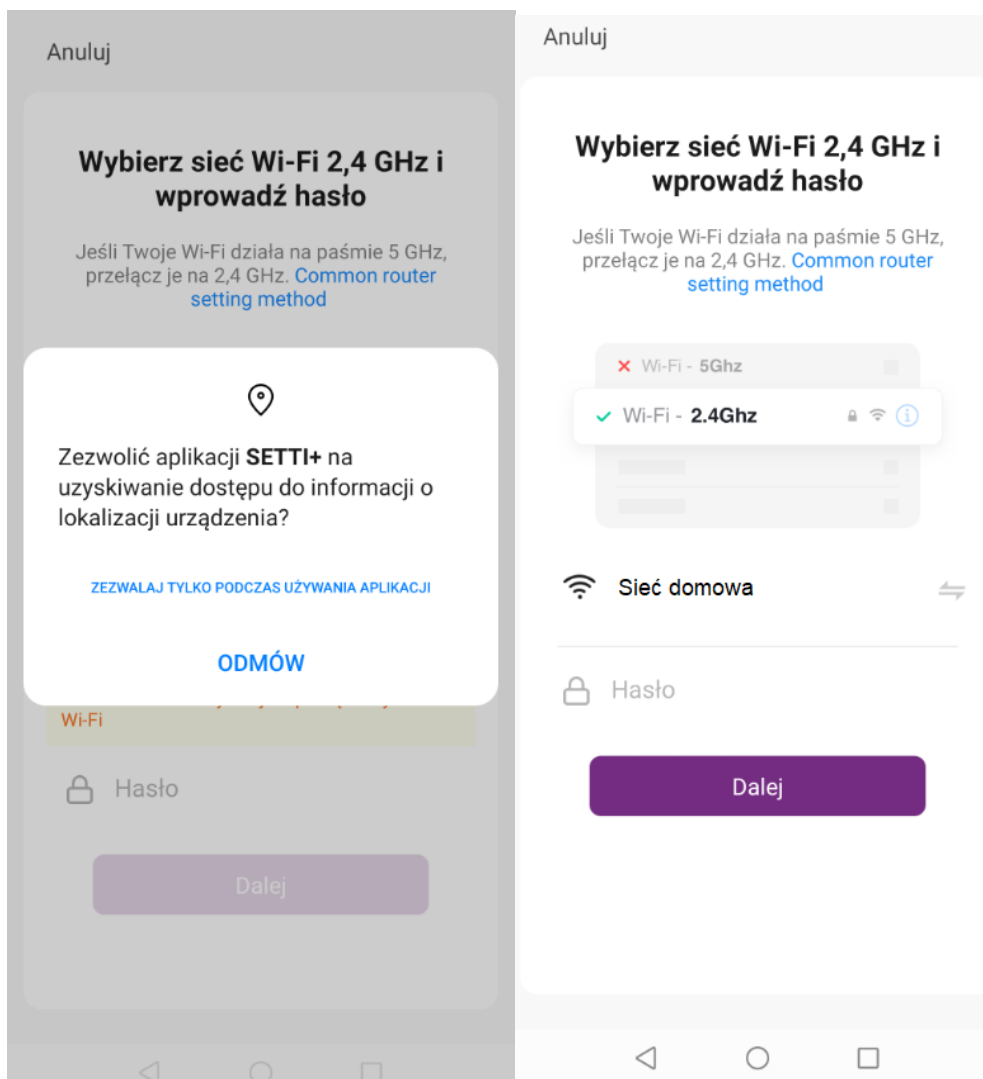 Anuluj
Wybierz sieć Wi-Fi 2,4 GHz i
wprowadź hasło
Jeśli Twoje Wi-Fi działa na paśmie 5 GHz,
przełącz je na 2,4 GHz. Common router
setting method
Zezwolić aplikacji SETTI+ na
uzyskiwanie dostępu do informacji o
lokalizacji urządzenia?
ZEZWALAJ TYLKO PODCZAS UŻYWANIA APLIKACJI
ODMÓW
Wi-Fi
Hasło
Dalej
Anuluj
Wybierz sieć Wi-Fi 2,4 GHz i
wprowadź hasło
Jeśli Twoje Wi-Fi działa na paśmie 5 GHz,
przełącz je na 2,4 GHz. Common router
setting method
Wi-Fi - 5Ghz
Wi-Fi - 2.4Ghz
Sieć domowa
Hasło
Dalej